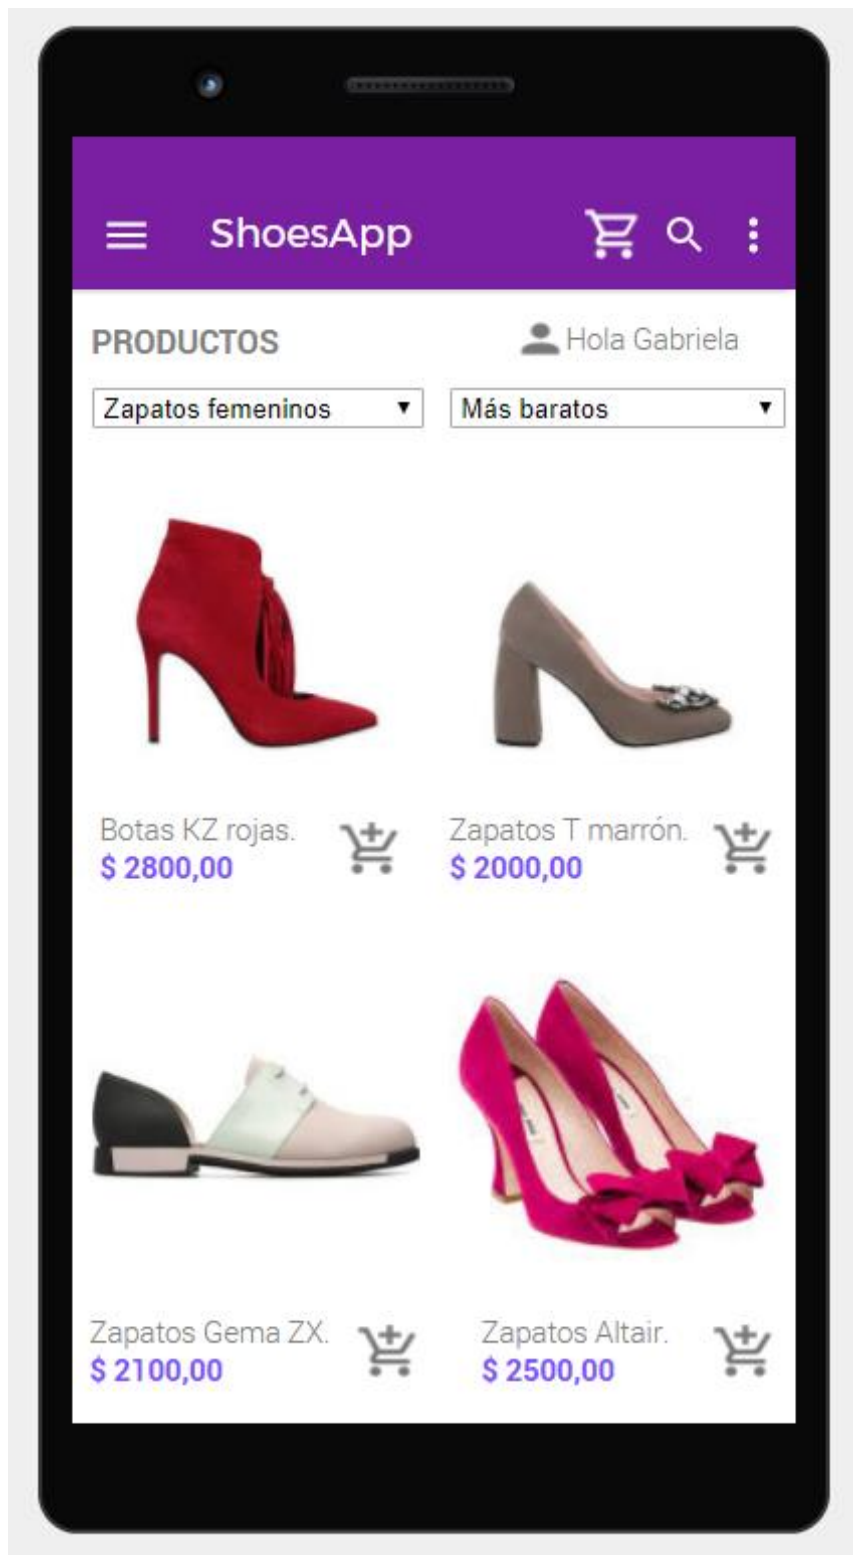 ShoesApp
PRODUCTOS
Hola Gabriela
Zapatos femeninos
Más baratos
Botas KZ rojas.
$ 2800,00
Zapatos T marrón.
$ 2000,00
Zapatos Gema ZX.
$ 2100,00
Zapatos Altair.
$ 2500,00